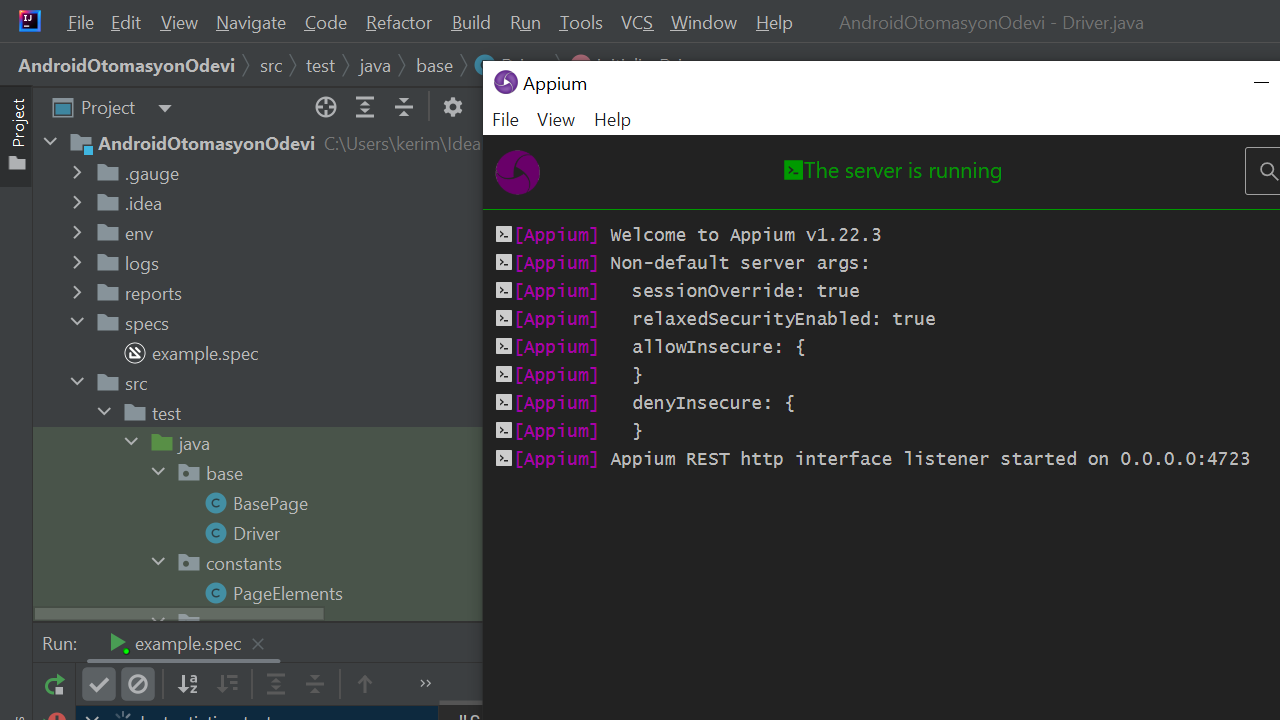 File Edit View Navigate Code Refactor Build Run Tools VCS Window Help AndroidOtomasyonOdevi - Driver.java
AndroidOtomasyonOdevi src test java base
Project
Project
AndroidOtomasyonOdevi C:\Users\kerim\Idea
.gauge
.idea
env
logs
reports
specs
example.spec
src
test
java
base
BasePage
Driver
constants
PageElements
Run: example.spec
Appium
File View Help
The server is running
[Appium] Welcome to Appium v1.22.3
[Appium] Non-default server args:
[Appium] sessionOverride: true
[Appium] relaxedSecurityEnabled: true
[Appium] allowInsecure: {
[Appium] }
[Appium] denyInsecure: {
[Appium] }
[Appium] Appium REST http interface listener started on 0.0.0.0:4723